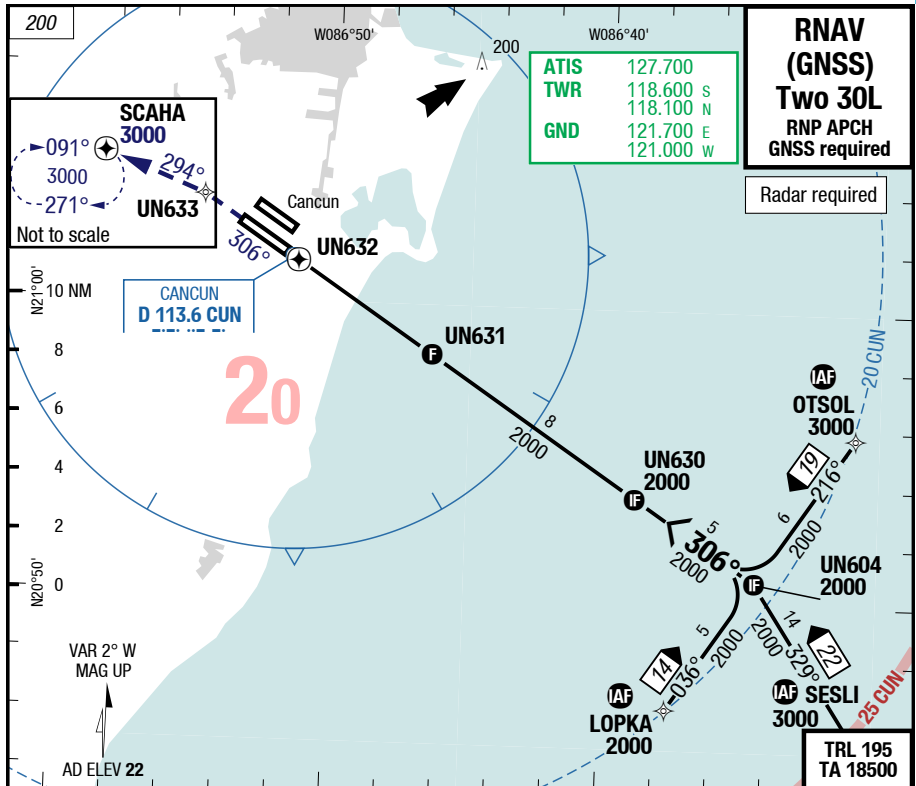 200
W086°50'
W086°40'
200
RNAV
(GNSS)
Two 30L
RNP APCH
GNSS required
ATIS 127.700
TWR 118.600 S
118.100 N
GND 121.700 E
121.000 W
Radar required
SCAHA
3000
091°
3000
271°
294°
UN633
Not to scale
306°
Cancun
UN632
N21°00'
10 NM
CANCUN
D 113.6 CUN
UN631
8
20
20 CUN
IAF
OTSOL
3000
F
6
8
2000
UN630
2000
IF
19
216°
4
6
2000
2
5
306°
2000
UN604
2000
N20°50'
0
IF
14
2000
329°
22
5
2000
14
036°
VAR 2° W
MAG UP
IAF
LOPKA
2000
IAF SESLI
3000
25 CUN
AD ELEV 22
TRL 195
TA 18500